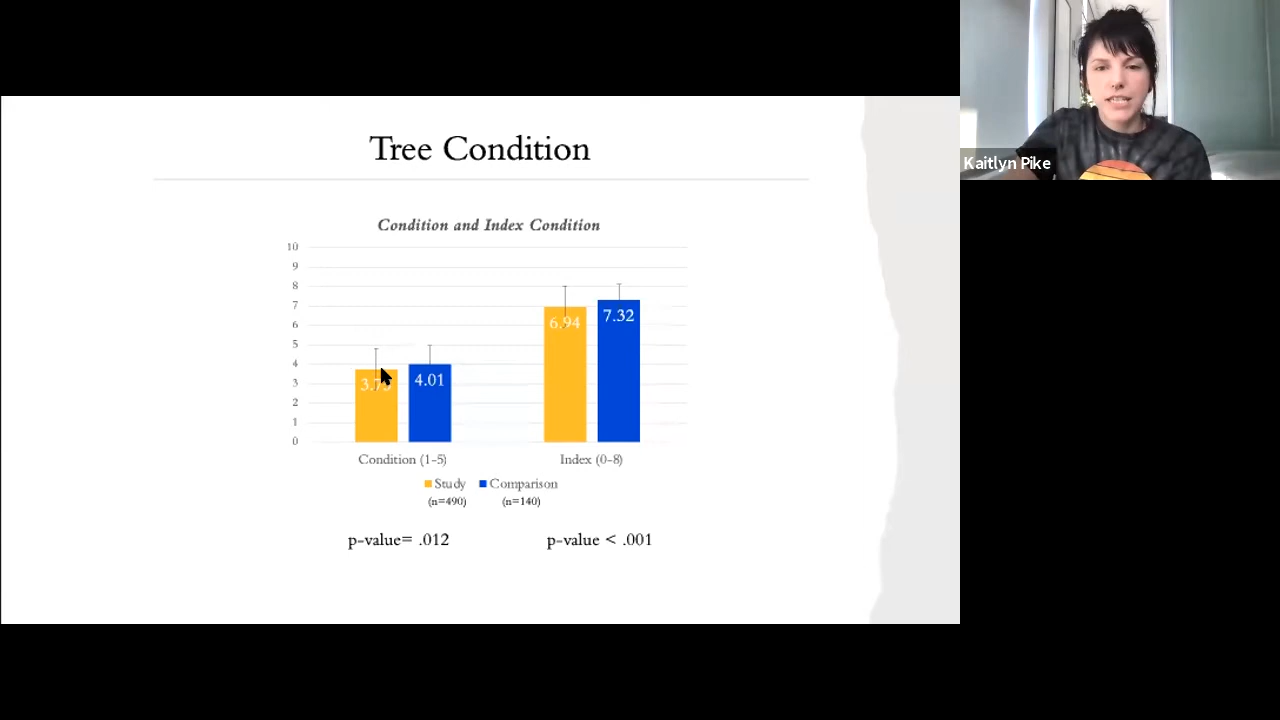 Tree Condition
Condition and Index Condition
10
9
8
7
6
5
4
3
2
1
0
4.01
6.94
7.32
Condition (1-5)
Index (0-8)
Study
Comparison
(n=490)
(n=140)
p-value= .012
p-value < .001
Kaitlyn Pike